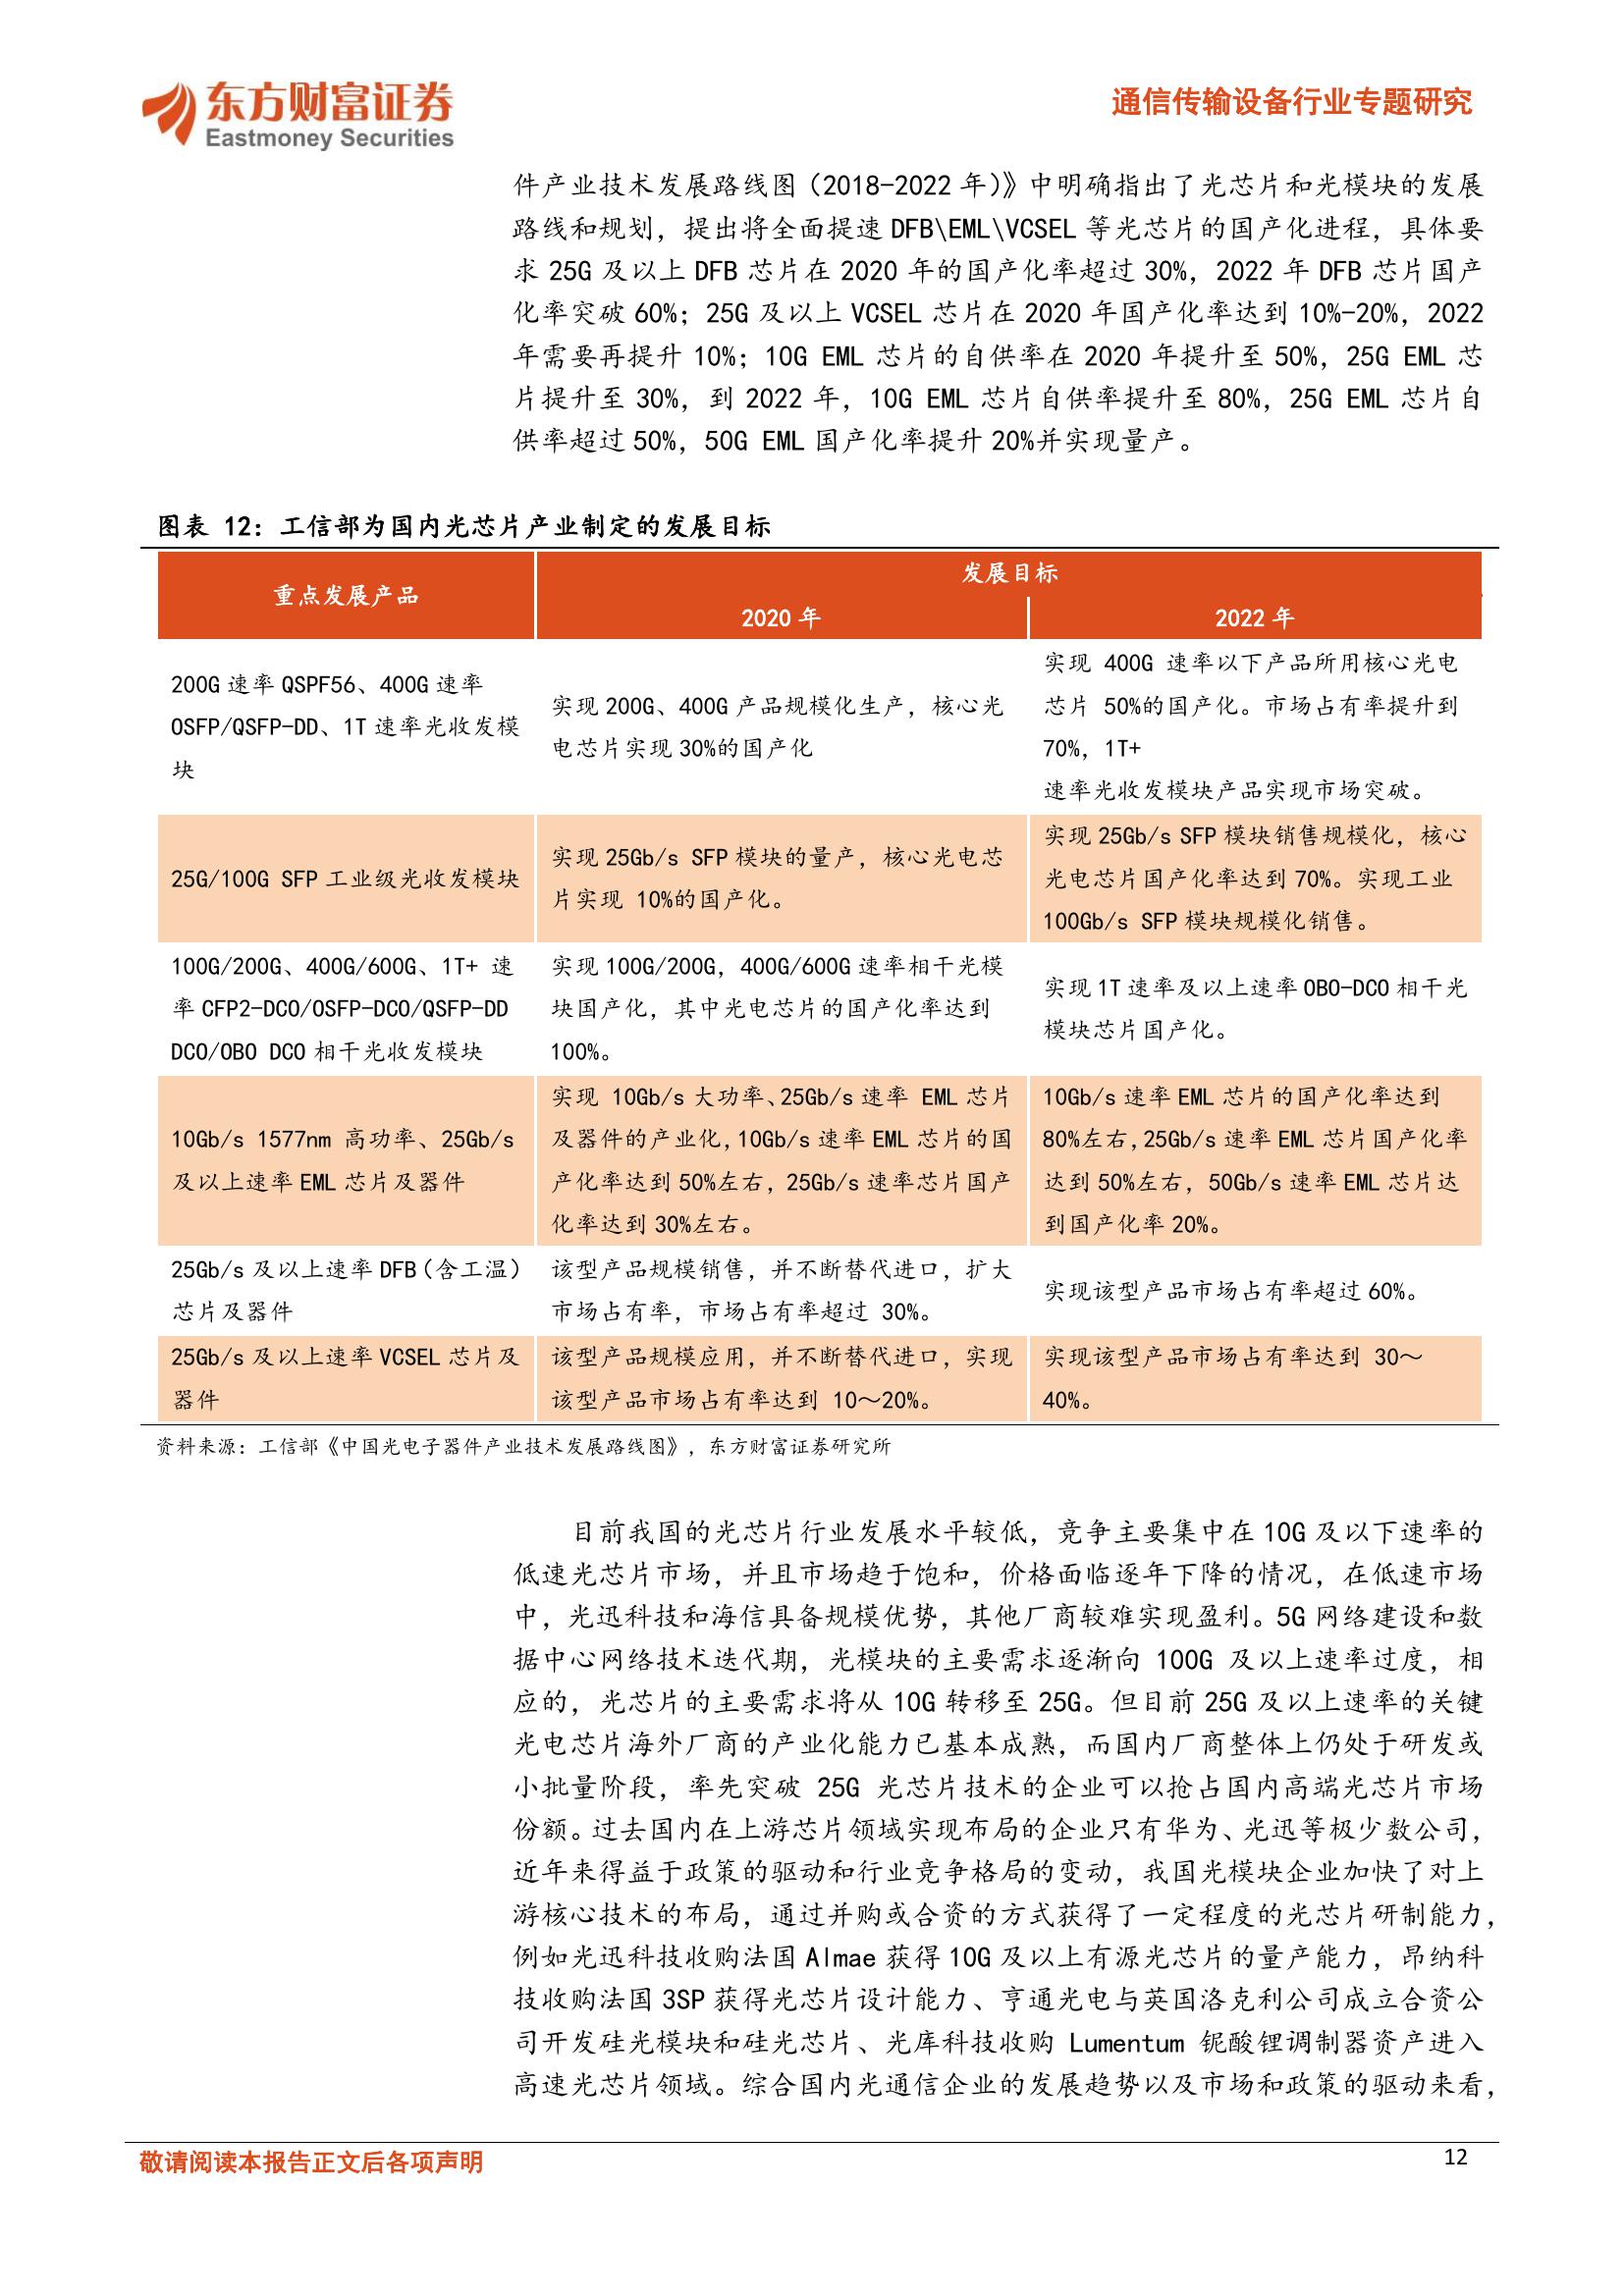 东方财富证券
Eastmoney Securities
通信传输设备行业专题研究
件产业技术发展路线图（2018-2022 年）》中明确指出了光芯片和光模块的发展
路线和规划，提出将全面提速 DFB\EML\VCSEL 等光芯片的国产化进程，具体要
求 25G 及以上 DFB 芯片在 2020 年的国产化率超过 30%，2022 年 DFB 芯片国产
化率突破 60%；25G 及以上 VCSEL 芯片在 2020 年国产化率达到 10%-20%，2022
年需要再提升 10%；10G EML 芯片的自供率在 2020 年提升至 50%，25G EML 芯
片提升至 30%，到 2022 年，10G EML 芯片自供率提升至 80%，25G EML 芯片自
供率超过 50%，50G EML 国产化率提升 20%并实现量产。
图表 12：工信部为国内光芯片产业制定的发展目标
重点发展产品
发展目标
2020 年
2022 年
200G 速率 QSPF56、400G 速率
OSFP/QSFP-DD、1T 速率光收发模
块
实现 200G、400G 产品规模化生产，核心光
电芯片实现 30%的国产化
实现 400G 速率以下产品所用核心光电
芯片 50%的国产化。市场占有率提升到
70%，1T+
速率光收发模块产品实现市场突破。
25G/100G SFP 工业级光收发模块
实现 25Gb/s SFP 模块的量产，核心光电芯
片实现 10%的国产化。
实现 25Gb/s SFP 模块销售规模化，核心
光电芯片国产化率达到 70%。实现工业
100Gb/s SFP 模块规模化销售。
100G/200G、400G/600G、1T+ 速
率 CFP2-DCO/OSFP-DCO/QSFP-DD
DCO/OBO DCO 相干光收发模块
实现 100G/200G，400G/600G 速率相干光模
块国产化，其中光电芯片的国产化率达到
100%。
实现 1T 速率及以上速率 OBO-DCO 相干光
模块芯片国产化。
10Gb/s 1577nm 高功率、25Gb/s
及以上速率 EML 芯片及器件
实现 10Gb/s 大功率、25Gb/s 速率 EML 芯片
及器件的产业化，10Gb/s 速率 EML 芯片的国
产化率达到 50%左右，25Gb/s 速率芯片国产
化率达到 30%左右。
10Gb/s 速率 EML 芯片的国产化率达到
80%左右，25Gb/s 速率 EML 芯片国产化率
达到 50%左右，50Gb/s 速率 EML 芯片达
到国产化率 20%。
25Gb/s 及以上速率 DFB（含工温）
芯片及器件
该型产品规模销售，并不断替代进口，扩大
市场占有率，市场占有率超过 30%。
实现该型产品市场占有率超过 60%。
25Gb/s 及以上速率 VCSEL 芯片及
器件
该型产品规模应用，并不断替代进口，实现
该型产品市场占有率达到 10～20%。
实现该型产品市场占有率达到 30～
40%。
资料来源：工信部《中国光电子器件产业技术发展路线图》，东方财富证券研究所
目前我国的光芯片行业发展水平较低，竞争主要集中在 10G 及以下速率的
低速光芯片市场，并且市场趋于饱和，价格面临逐年下降的情况，在低速市场
中，光迅科技和海信具备规模优势，其他厂商较难实现盈利。5G 网络建设和数
据中心网络技术迭代期，光模块的主要需求逐渐向 100G 及以上速率过度，相
应的，光芯片的主要需求将从 10G 转移至 25G。但目前 25G 及以上速率的关键
光电芯片海外厂商的产业化能力已基本成熟，而国内厂商整体上仍处于研发或
小批量阶段，率先突破 25G 光芯片技术的企业可以抢占国内高端光芯片市场
份额。过去国内在上游芯片领域实现布局的企业只有华为、光迅等极少数公司，
近年来得益于政策的驱动和行业竞争格局的变动，我国光模块企业加快了对上
游核心技术的布局，通过并购或合资的方式获得了一定程度的光芯片研制能力，
例如光迅科技收购法国 Almae 获得 10G 及以上有源光芯片的量产能力，昂纳科
技收购法国 3SP 获得光芯片设计能力、亨通光电与英国洛克利公司成立合资公
司开发硅光模块和硅光芯片、光库科技收购 Lumentum 铌酸锂调制器资产进入
高速光芯片领域。综合国内光通信企业的发展趋势以及市场和政策的驱动来看，
敬请阅读本报告正文后各项声明
12